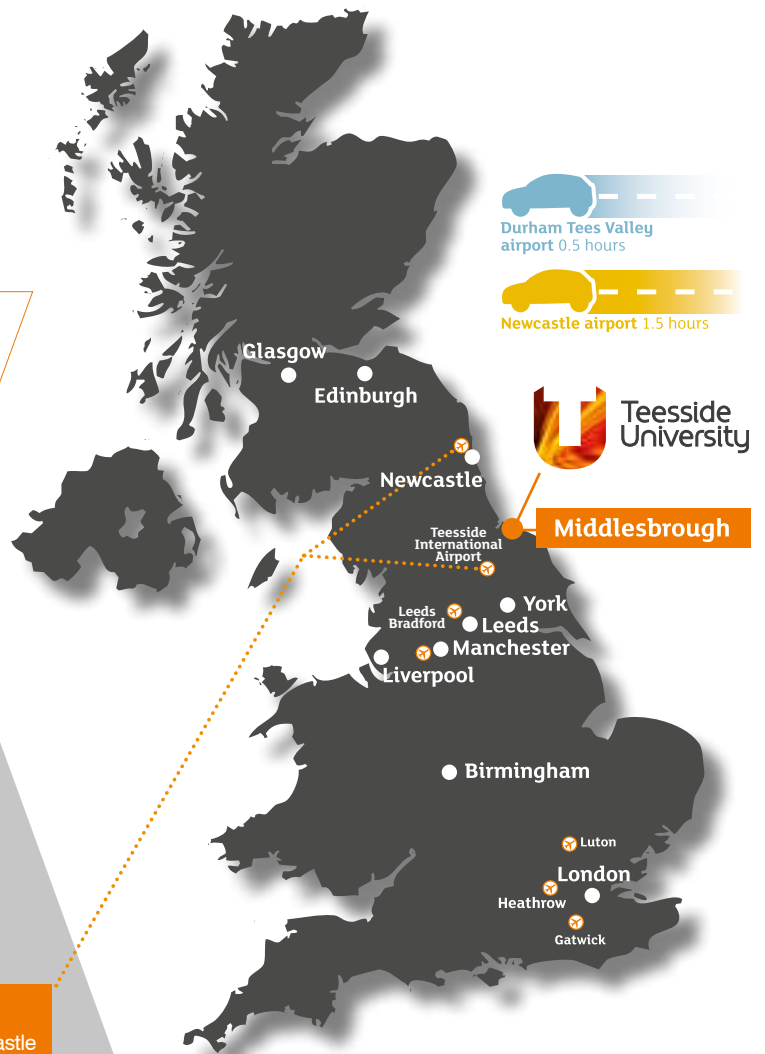 Durham Tees Valley
airport 0.5 hours
Newcastle airport 1.5 hours
Glasgow
Edinburgh
Teesside
University
Newcastle
Middlesbrough
Teesside
International
Airport
York
Leeds
Bradford
Leeds
Manchester
Liverpool
Birmingham
Luton
London
Heathrow
Gatwick
astle